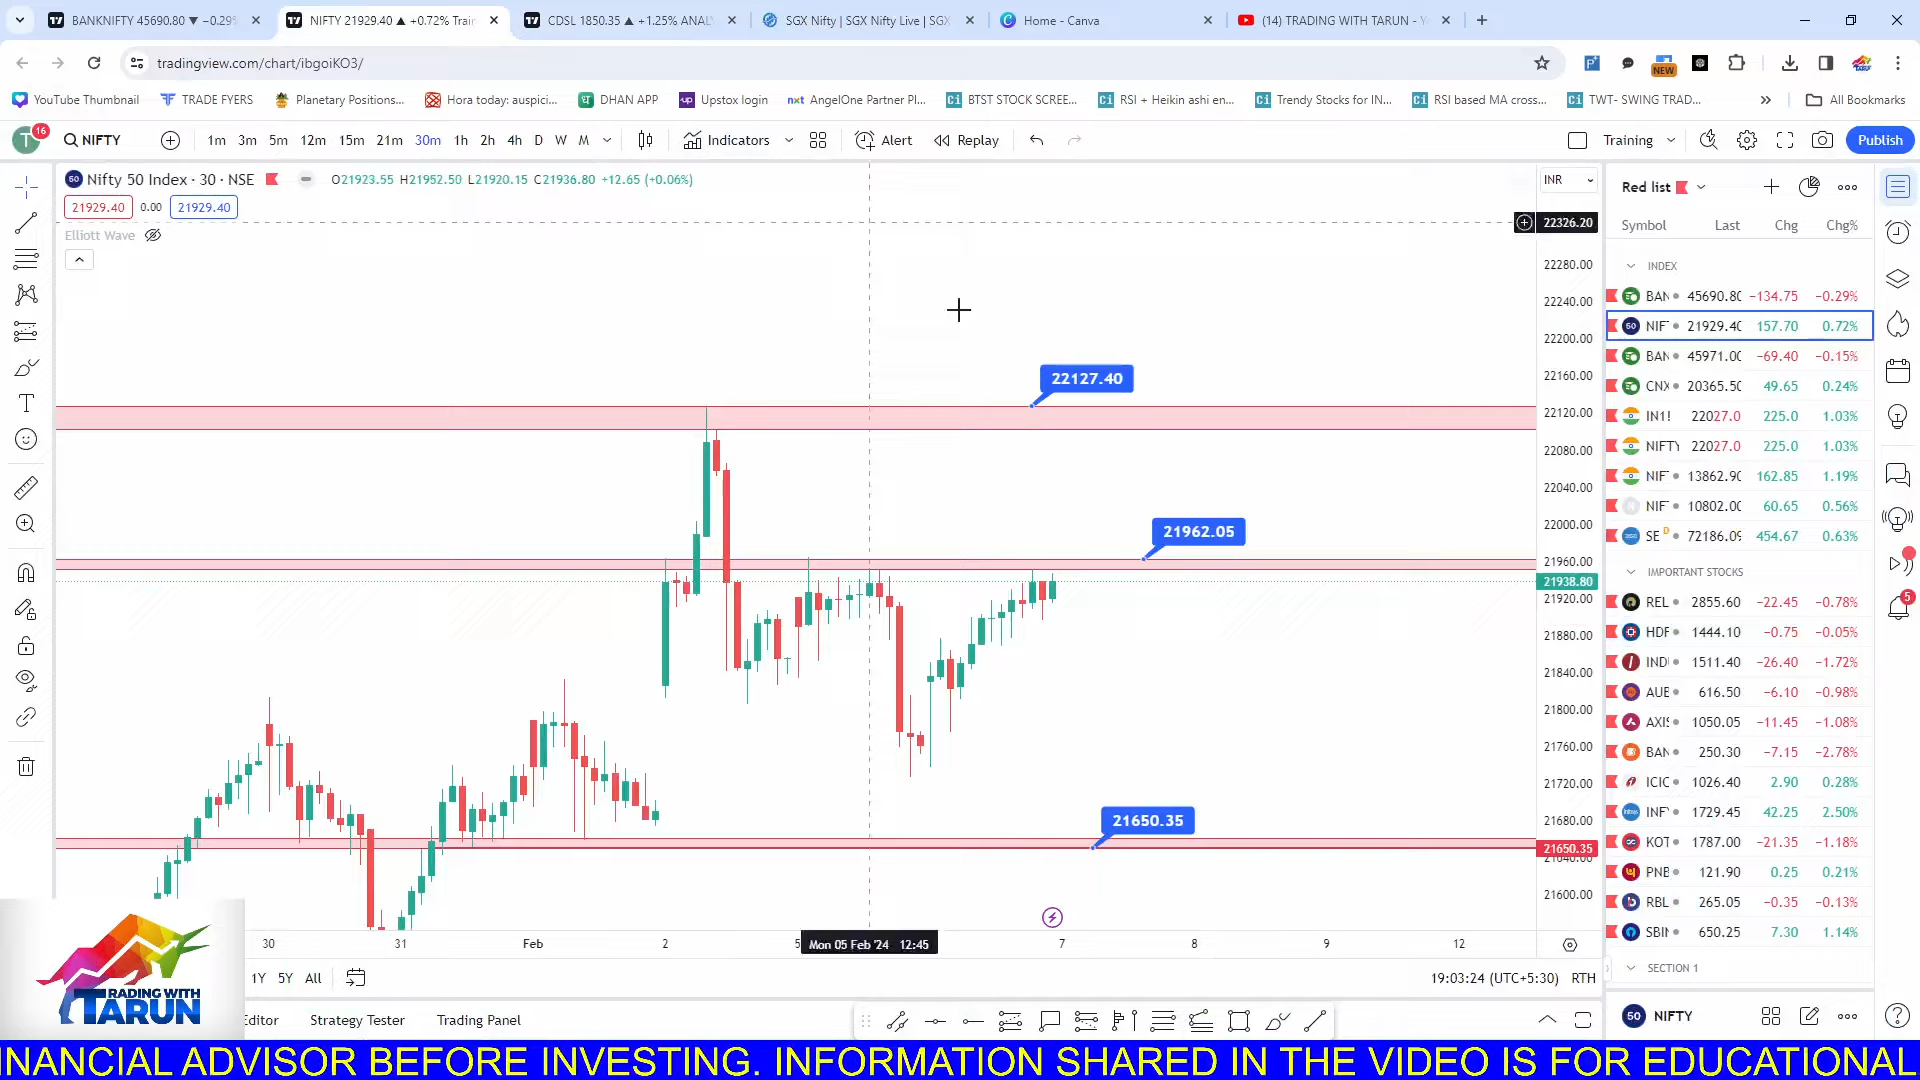 BANKNIFTY 45690.80 ▼ −0.29%
NIFTY 21929.40 ▲ +0.72% Train
CDSL 1850.35 ▲ +1.25% ANAL
SGX Nifty | SGX Nifty Live | SGX
Home - Canva
(14) TRADING WITH TARUN - Y
tradingview.com/chart/ibgoiKO3/
NEW
YouTube Thumbnail
TRADE FYERS
Planetary Positions...
Hora today: auspici...
DHAN APP
Upstox login
AngelOne Partner Pl...
BTST STOCK SCREE...
RSI + Heikin ashi en...
Trendy Stocks for IN...
RSI based MA cross...
TWT- SWING TRAD...
All Bookmarks
T 16
NIFTY
1m 3m 5m 12m 15m 21m 30m 1h 2h 4h D W M
Indicators
Alert
Replay
Training
Publish
Nifty 50 Index · 30 · NSE
O21923.55 H21952.50 L21920.15 C21936.80 +12.65 (+0.06%)
21929.40 0.00 21929.40
Elliott Wave
INR
22326.20
22280.00
22240.00
22200.00
22160.00
22120.00
22080.00
22040.00
22000.00
21960.00
21938.80
21920.00
21880.00
21840.00
21800.00
21760.00
21720.00
21680.00
21650.35
21640.00
21600.00
22127.40
21962.05
21650.35
30 31 Feb 2 5 Mon 05 Feb '24 12:45 7 8 9 12
1Y 5Y All
19:03:24 (UTC+5:30) RTH
Editor
Strategy Tester
Trading Panel
Red list
Symbol Last Chg Chg%
INDEX
BAN 45690.80 −134.75 −0.29%
NIF 21929.40 157.70 0.72%
BAN 45971.00 −69.40 −0.15%
CNX 20365.50 49.65 0.24%
IN1! 22027.0 225.0 1.03%
NIFTY 22027.0 225.0 1.03%
NIF 13862.90 162.85 1.19%
NIF 10802.00 60.65 0.56%
SE D 72186.09 454.67 0.63%
IMPORTANT STOCKS
REL 2855.60 −22.45 −0.78%
HDF 1444.10 −0.75 −0.05%
IND 1511.40 −26.40 −1.72%
AUB 616.50 −6.10 −0.98%
AXIS 1050.05 −11.45 −1.08%
BAN 250.30 −7.15 −2.78%
ICIC 1026.40 2.90 0.28%
INFY 1729.45 42.25 2.50%
KOT 1787.00 −21.35 −1.18%
PNB 121.90 0.25 0.21%
RBL 265.05 −0.35 −0.13%
SBIN 650.25 7.30 1.14%
SECTION 1
50 NIFTY
5
TRADING WITH
TARUN
INANCIAL ADVISOR BEFORE INVESTING. INFORMATION SHARED IN THE VIDEO IS FOR EDUCATIONAL